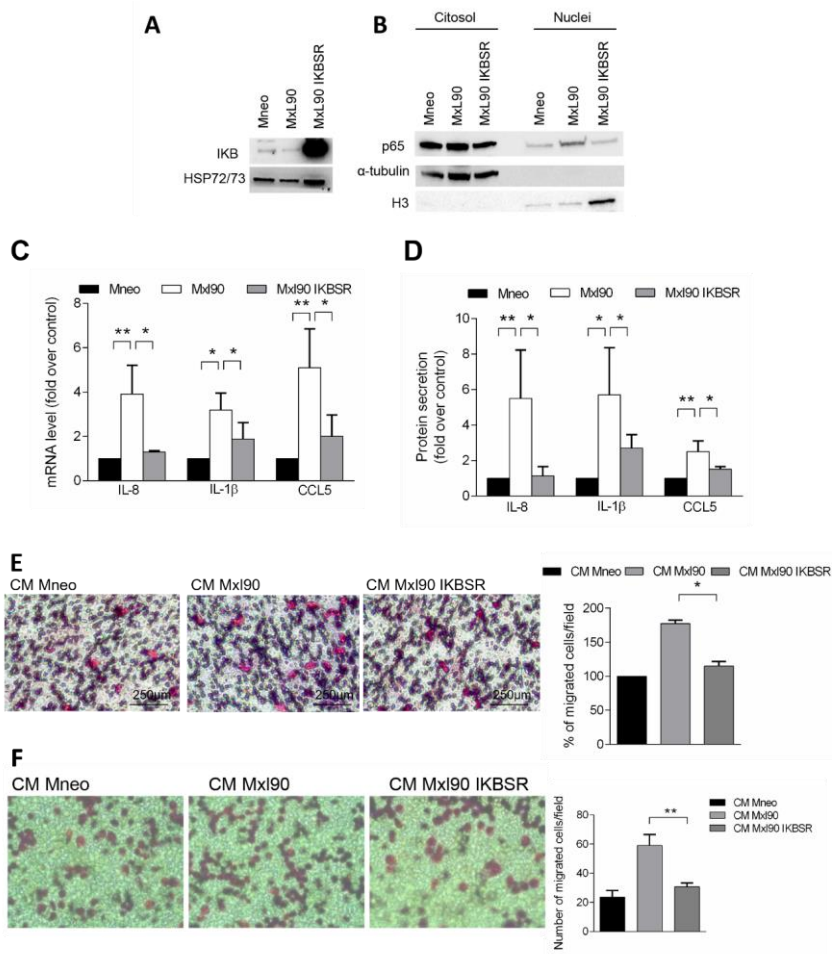 A
Mneo
MxL90
MxL90 IKBSR
IKB
HSP72/73
B
Citosol
Nuclei
Mneo
MxL90
MxL90 IKBSR
Mneo
MxL90
MxL90 IKBSR
p65
α-tubulin
H3
C
Mneo Mxl90 Mxl90 IKBSR
mRNA level (fold over control)
8
6
4
2
0
** *
* *
** *
IL-8 IL-1β CCL5
D
Mneo Mxl90 Mxl90 IKBSR
Protein secretion
(fold over control)
10
8
6
4
2
0
** *
* *
** *
IL-8 IL-1β CCL5
E
CM Mneo
CM Mxl90
CM Mxl90 IKBSR
250µm
250µm
250µm
CM Mneo CM Mxl90 CM Mxl90 IKBSR
% of migrated cells/field
200
150
100
50
0
*
F
CM Mneo
CM Mxl90
CM Mxl90 IKBSR
CM Mneo
CM Mxl90
CM Mxl90 IKBSR
Number of migrated cells/field
80
60
40
20
0
**